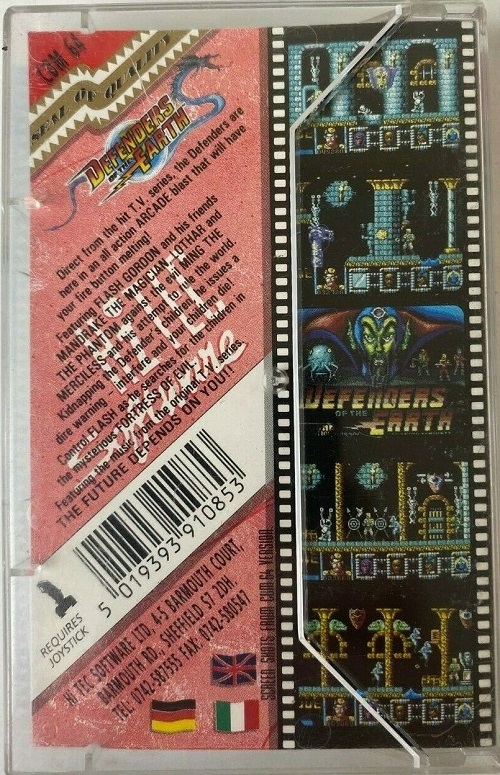 CBM 64
SEAL OF QUALITY
DEFENDERS
OF THE
EARTH
Direct from the hit T.V. series, the Defenders are
here in an all action ARCADE blast that will have
your fire button melting!
Featuring FLASH GORDON and his friends
MANDRAKE THE MAGICIAN, LOTHAR and
THE PHANTOM against the evil MING THE
MERCILESS and his attempt to rule the world.
Kidnapping the Defenders' children he issues a
dire warning
interfere and your children die!
Control FLASH as he searches for the children in
the mysterious FORTRESS OF EVIL.
Featuring the music from the original T.V. series.
THE FUTURE DEPENDS ON YOU!!
5 019393 910853
REQUIRES
JOYSTICK
HI-TEC SOFTWARE LTD, 4-5 BARMOUTH COURT,
BARMOUTH ROAD, SHEFFIELD S7 2DH.
TEL: 0742-587555 FAX: 0742-580547
SCREEN SHOTS FROM CBM 64 VERSION
DEFENDERS
OF THE
EARTH